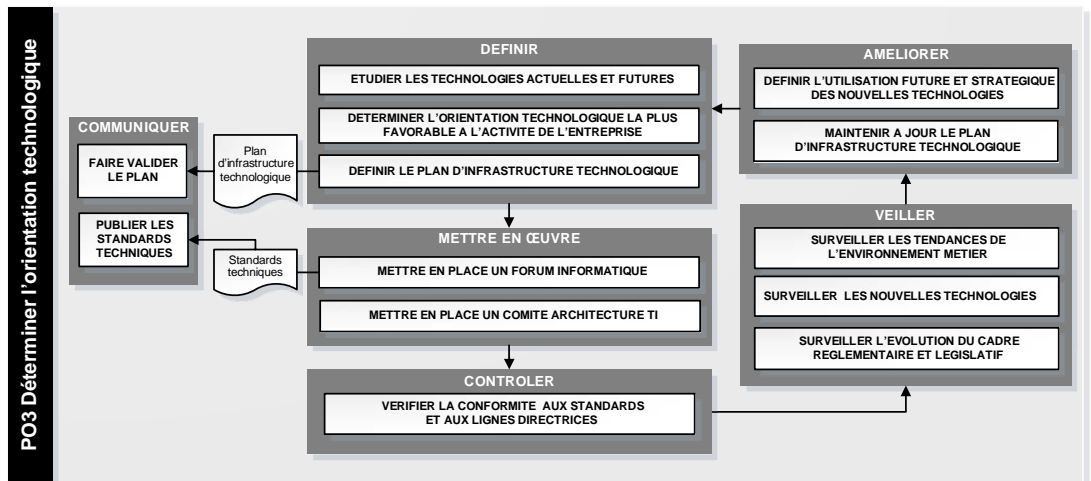 PO3 Déterminer l'orientation technologique
COMMUNIQUER
FAIRE VALIDER
LE PLAN
PUBLIER LES
STANDARDS
TECHNIQUES
Plan
d'infrastructure
technologique
Standards
techniques
DEFINIR
ETUDIER LES TECHNOLOGIES ACTUELLES ET FUTURES
DETERMINER L'ORIENTATION TECHNOLOGIQUE LA PLUS
FAVORABLE A L'ACTIVITE DE L'ENTREPRISE
DEFINIR LE PLAN D'INFRASTRUCTURE TECHNOLOGIQUE
METTRE EN ŒUVRE
METTRE EN PLACE UN FORUM INFORMATIQUE
METTRE EN PLACE UN COMITE ARCHITECTURE TI
CONTROLER
VERIFIER LA CONFORMITE AUX STANDARDS
ET AUX LIGNES DIRECTRICES
AMELIORER
DEFINIR L'UTILISATION FUTURE ET STRATEGIQUE
DES NOUVELLES TECHNOLOGIES
MAINTENIR A JOUR LE PLAN
D'INFRASTRUCTURE TECHNOLOGIQUE
VEILLER
SURVEILLER LES TENDANCES DE
L'ENVIRONNEMENT METIER
SURVEILLER LES NOUVELLES TECHNOLOGIES
SURVEILLER L'EVOLUTION DU CADRE
REGLEMENTAIRE ET LEGISLATIF